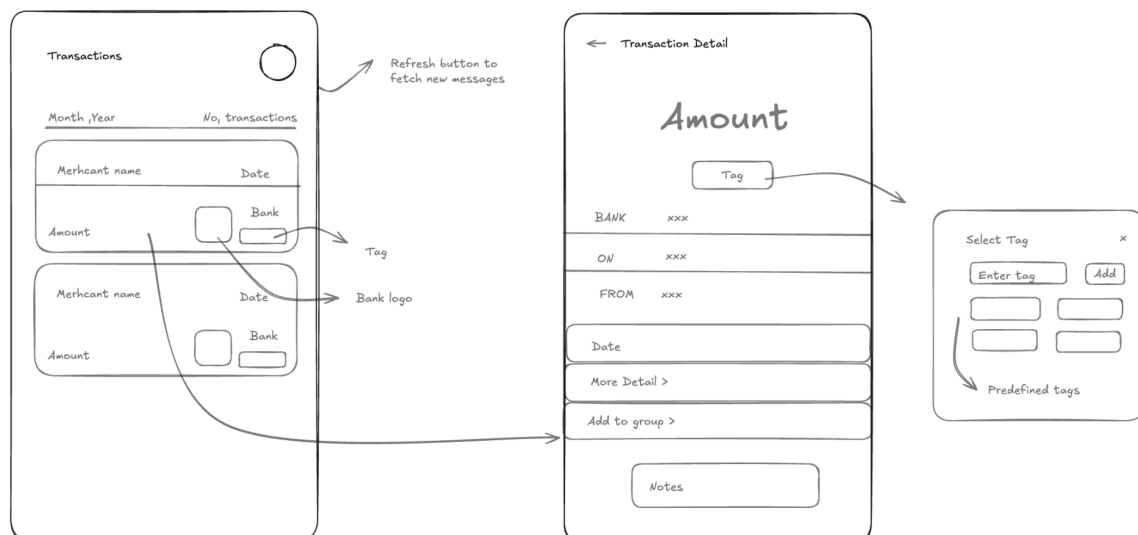 Transactions
Refresh button to
fetch new messages
Month ,Year
No, transactions
Merhcant name
Date
Bank
Amount
Tag
Merhcant name
Date
Bank logo
Bank
Amount
← Transaction Detail
Amount
Tag
BANK xxx
ON xxx
FROM xxx
Date
More Detail >
Add to group >
Notes
Select Tag
x
Enter tag
Add
Predefined tags